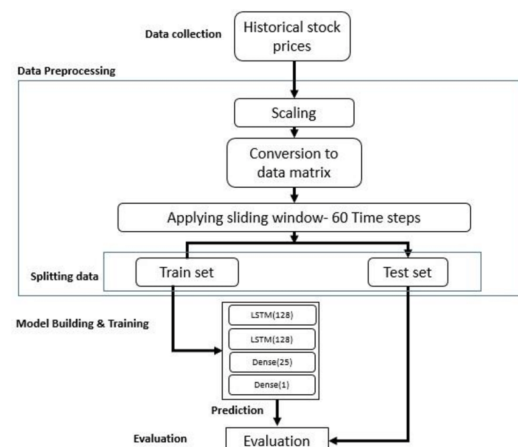 Data collection
Historical stock
prices
Data Preprocessing
Scaling
Conversion to
data matrix
Applying sliding window- 60 Time steps
Splitting data
Train set
Test set
Model Building & Training
LSTM(128)
LSTM(128)
Dense(25)
Dense(1)
Prediction
Evaluation
Evaluation